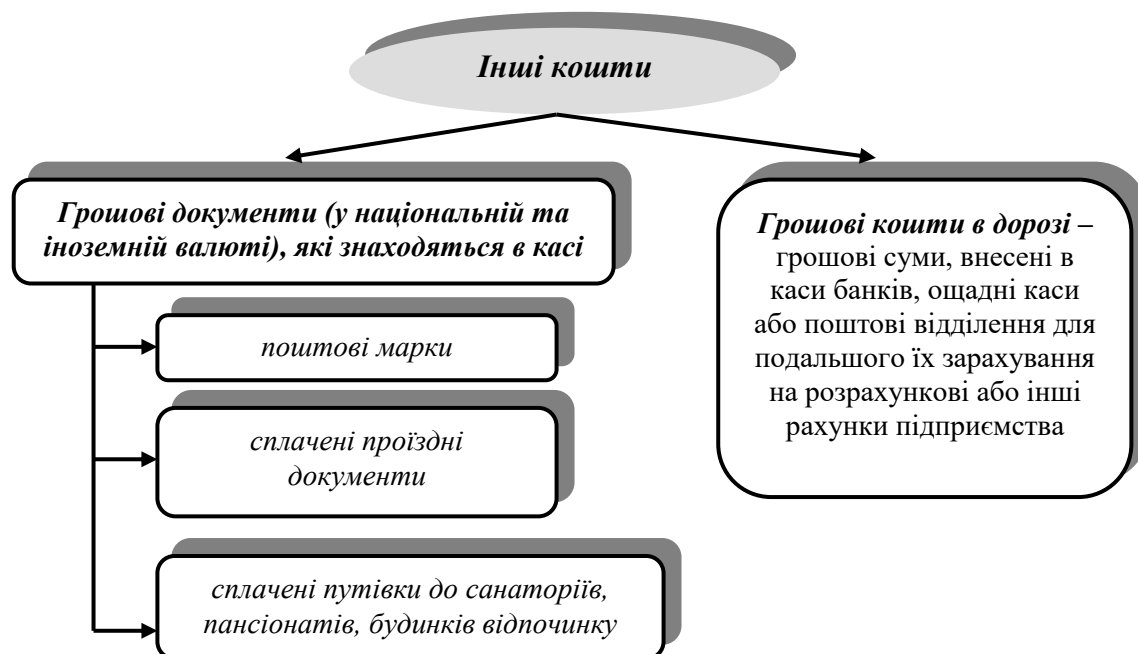 Інші кошти
Грошові документи (у національній та
іноземній валюті), які знаходяться в касі
поштові марки
сплачені проїзні
документи
сплачені путівки до санаторіїв,
пансіонатів, будинків відпочинку
Грошові кошти в дорозі –
грошові суми, внесені в
каси банків, ощадні каси
або поштові відділення для
подальшого їх зарахування
на розрахункові або інші
рахунки підприємства